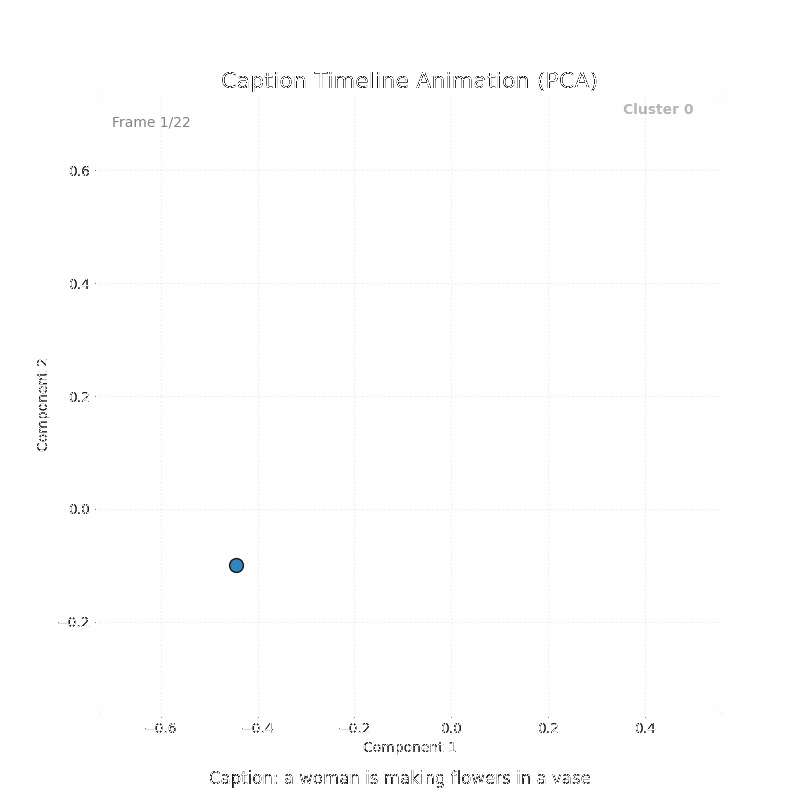 Caption Timeline Animation (PCA)
Cluster 0
Frame 1/22
0.6
0.4
0.2
0.0
−0.2
Component 2
−0.6 −0.4 −0.2 0.0 0.2 0.4
Component 1
Caption: a woman is making flowers in a vase